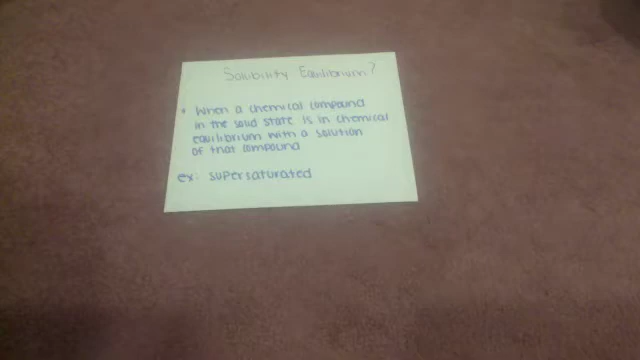 Solubility Equilibrium?
* When a chemical compound
in the solid state is in chemical
equilibrium with a solution
of that compound
ex: supersaturated